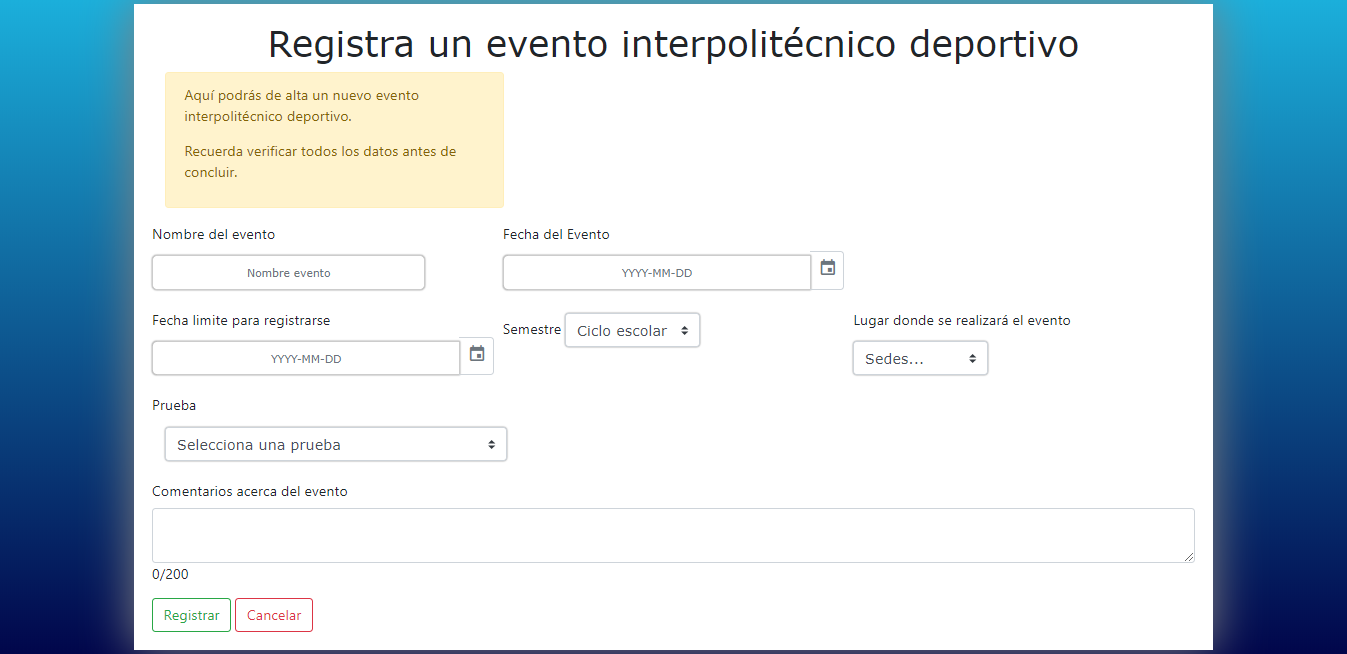 Registra un evento interpolitécnico deportivo
Aquí podrás de alta un nuevo evento
interpolitécnico deportivo.
Recuerda verificar todos los datos antes de
concluir.
Nombre del evento
Nombre evento
Fecha del Evento
YYYY-MM-DD
Fecha limite para registrarse
YYYY-MM-DD
Semestre Ciclo escolar
Lugar donde se realizará el evento
Sedes...
Prueba
Selecciona una prueba
Comentarios acerca del evento
0/200
Registrar Cancelar